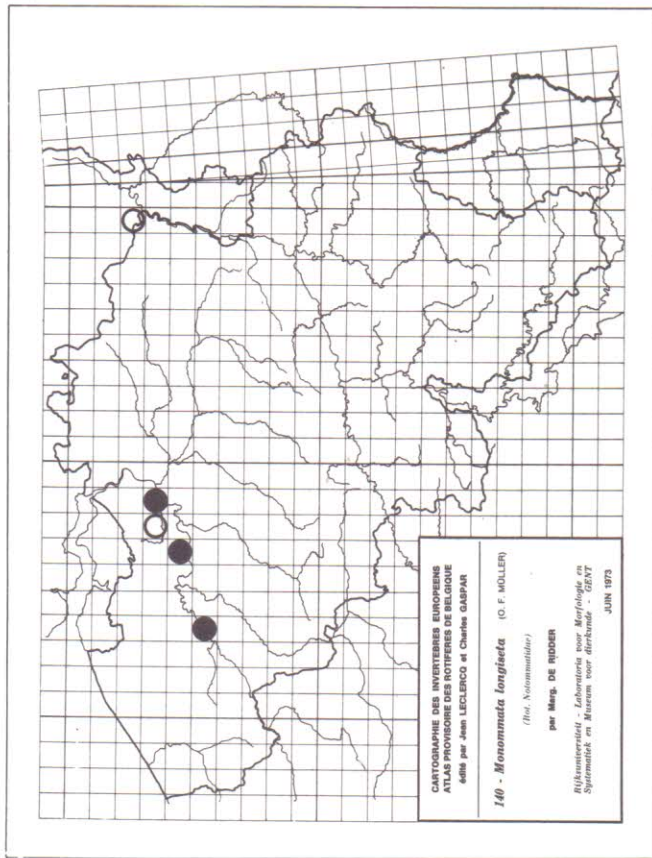 CARTOGRAPHIE DES INVERTEBRES EUROPEENS
ATLAS PROVISOIRE DES ROTIFERES DE BELGIQUE
édité par Jean LECLERCQ et Charles GASPAR
140 - Monommata longiseta (O. F. MÜLLER)
(Rot. Notommatidae)
par Marg. DE RIDDER
Rijksuniversiteit - Laboratoria voor Morfologie en
Systematiek en Museum voor dierkunde - GENT
JUIN 1973